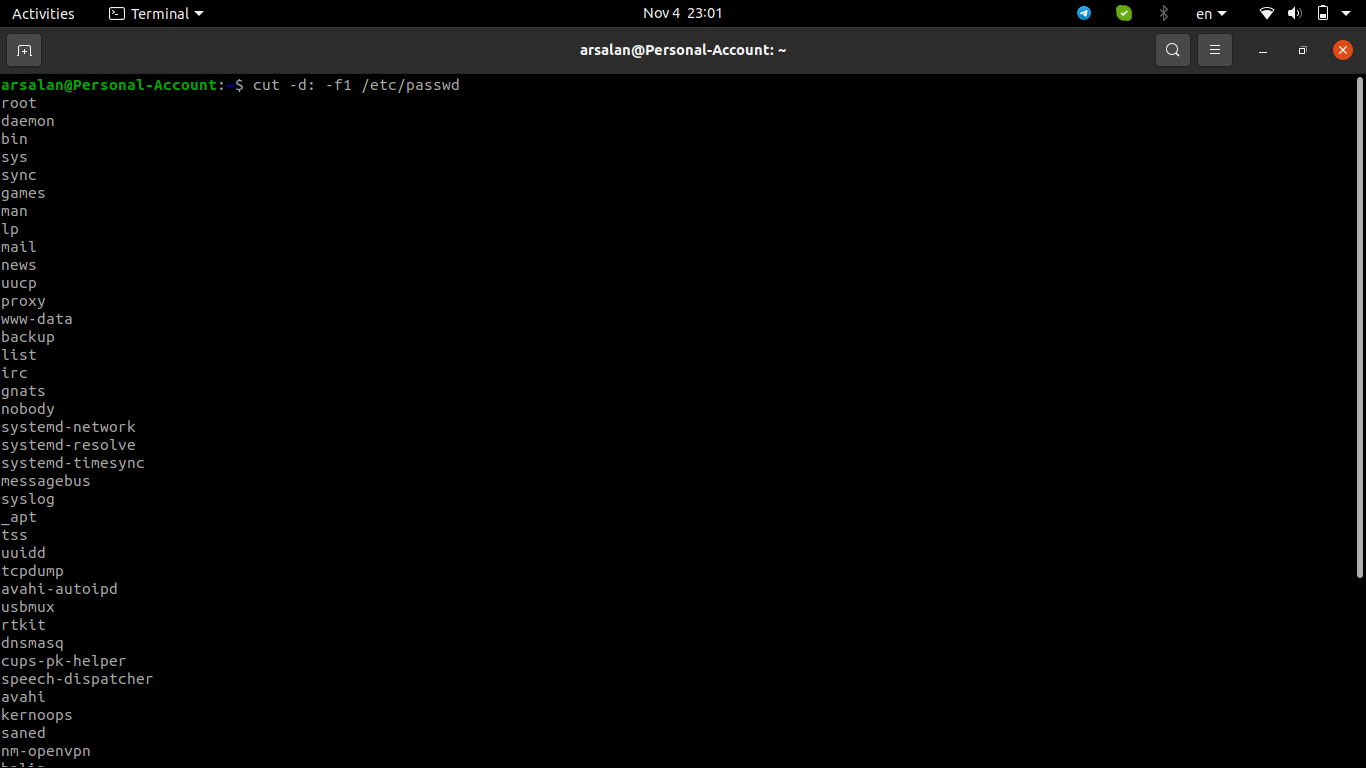 Activities Terminal Nov 4 23:01 en
arsalan@Personal-Account: ~
arsalan@Personal-Account:~$ cut -d: -f1 /etc/passwd
root
daemon
bin
sys
sync
games
man
lp
mail
news
uucp
proxy
www-data
backup
list
irc
gnats
nobody
systemd-network
systemd-resolve
systemd-timesync
messagebus
syslog
_apt
tss
uuidd
tcpdump
avahi-autoipd
usbmux
rtkit
dnsmasq
cups-pk-helper
speech-dispatcher
avahi
kernoops
saned
nm-openvpn